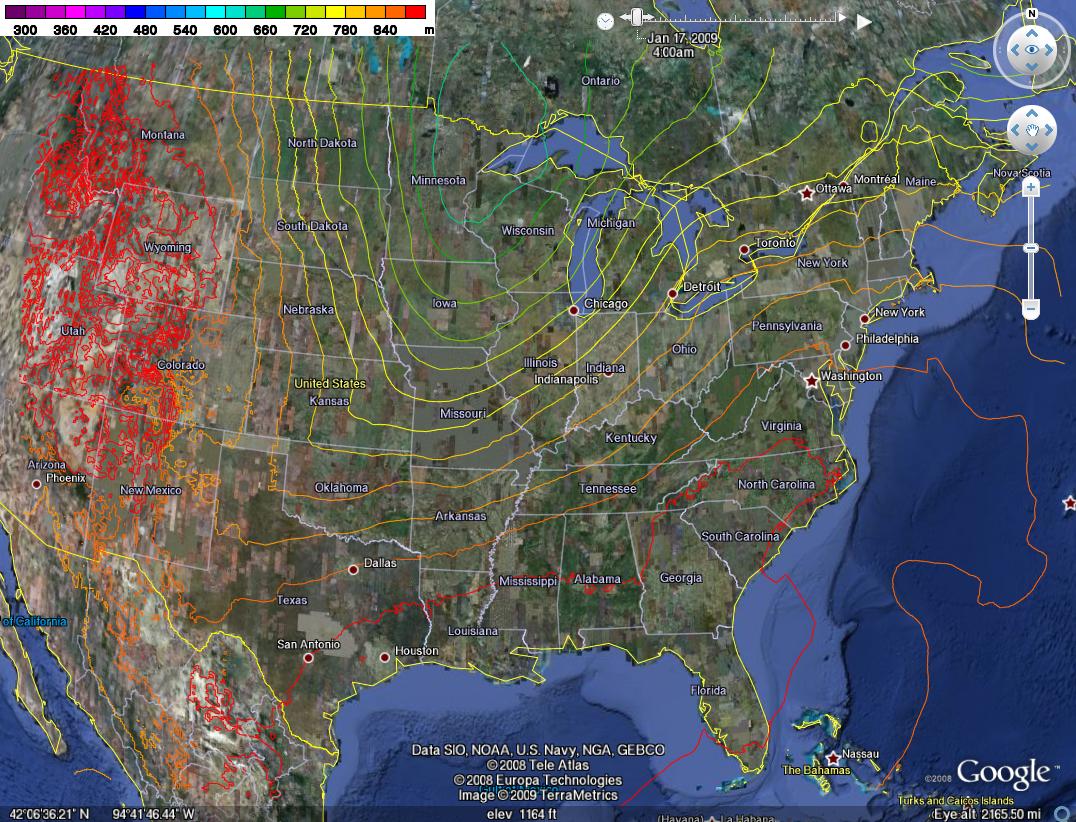 300 360 420 480 540 600 660 720 780 840 m
Jan 17, 2009
4:00am
N
Ontario
Montana
North Dakota
Minnesota
Ottawa
Montréal
Maine
Nova Scotia
South Dakota
Wisconsin
Michigan
Toronto
New York
Wyoming
Nebraska
Iowa
Chicago
Detroit
New York
Utah
Colorado
Illinois
Indiana
Indianapolis
Ohio
Pennsylvania
Philadelphia
Washington
United States
Kansas
Missouri
Kentucky
Virginia
Arizona
Phoenix
New Mexico
Oklahoma
Arkansas
Tennessee
North Carolina
South Carolina
Dallas
Texas
Mississippi
Alabama
Georgia
of California
San Antonio
Houston
Louisiana
Florida
Nassau
The Bahamas
Turks and Caicos Islands
(Havana)
La Habana
Data SIO, NOAA, U.S. Navy, NGA, GEBCO
© 2008 Tele Atlas
© 2008 Europa Technologies
Image © 2009 TerraMetrics
©2008 Google™
42°06'36.21" N 94°41'46.44" W
elev 1164 ft
Eye alt 2165.50 mi